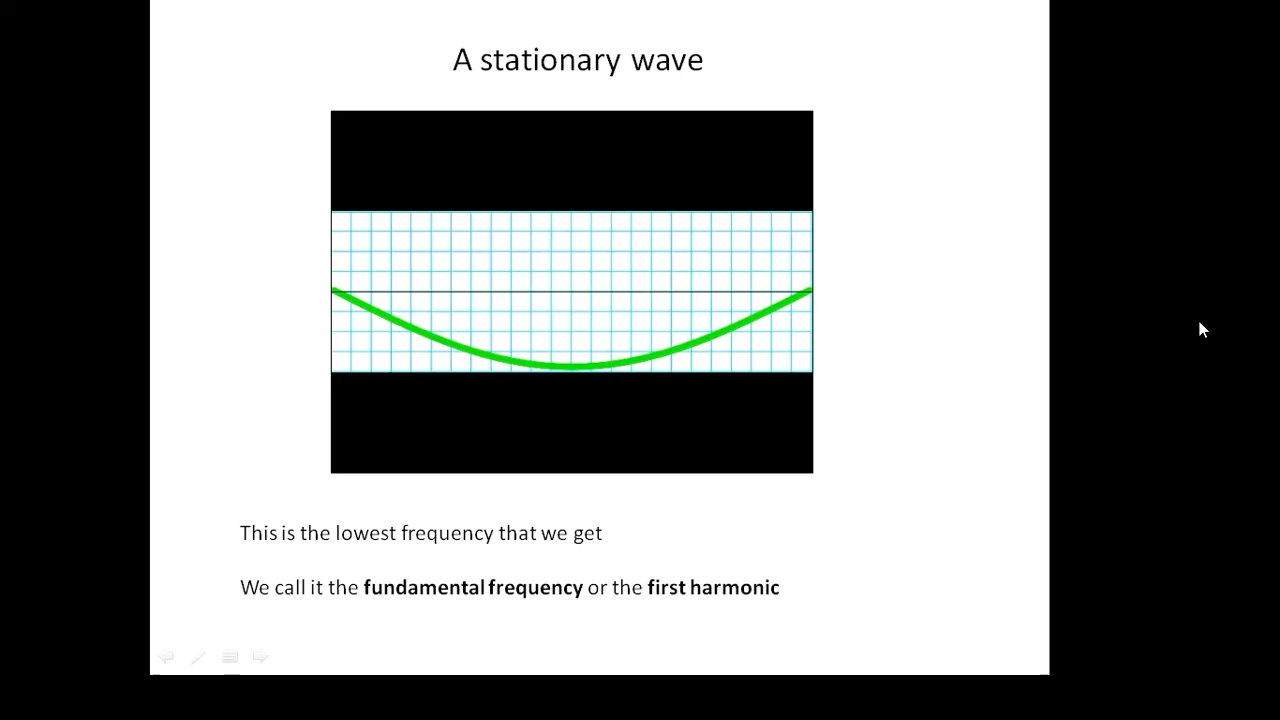 A stationary wave
This is the lowest frequency that we get
We call it the fundamental frequency or the first harmonic